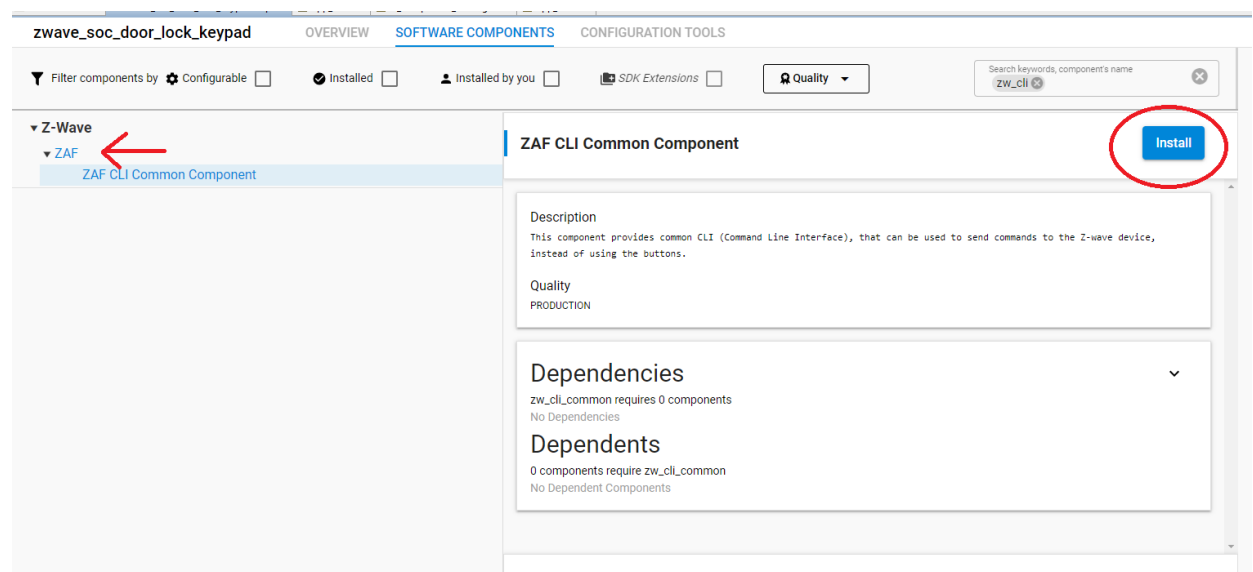 zwave_soc_door_lock_keypad OVERVIEW SOFTWARE COMPONENTS CONFIGURATION TOOLS
Filter components by Configurable Installed Installed by you SDK Extensions Quality
Search keywords, component's name
zw_cli
Z-Wave
ZAF
ZAF CLI Common Component
ZAF CLI Common Component
Install
Description
This component provides common CLI (Command Line Interface), that can be used to send commands to the Z-wave device,
instead of using the buttons.
Quality
PRODUCTION
Dependencies
zw_cli_common requires 0 components
No Dependencies
Dependents
0 components require zw_cli_common
No Dependent Components